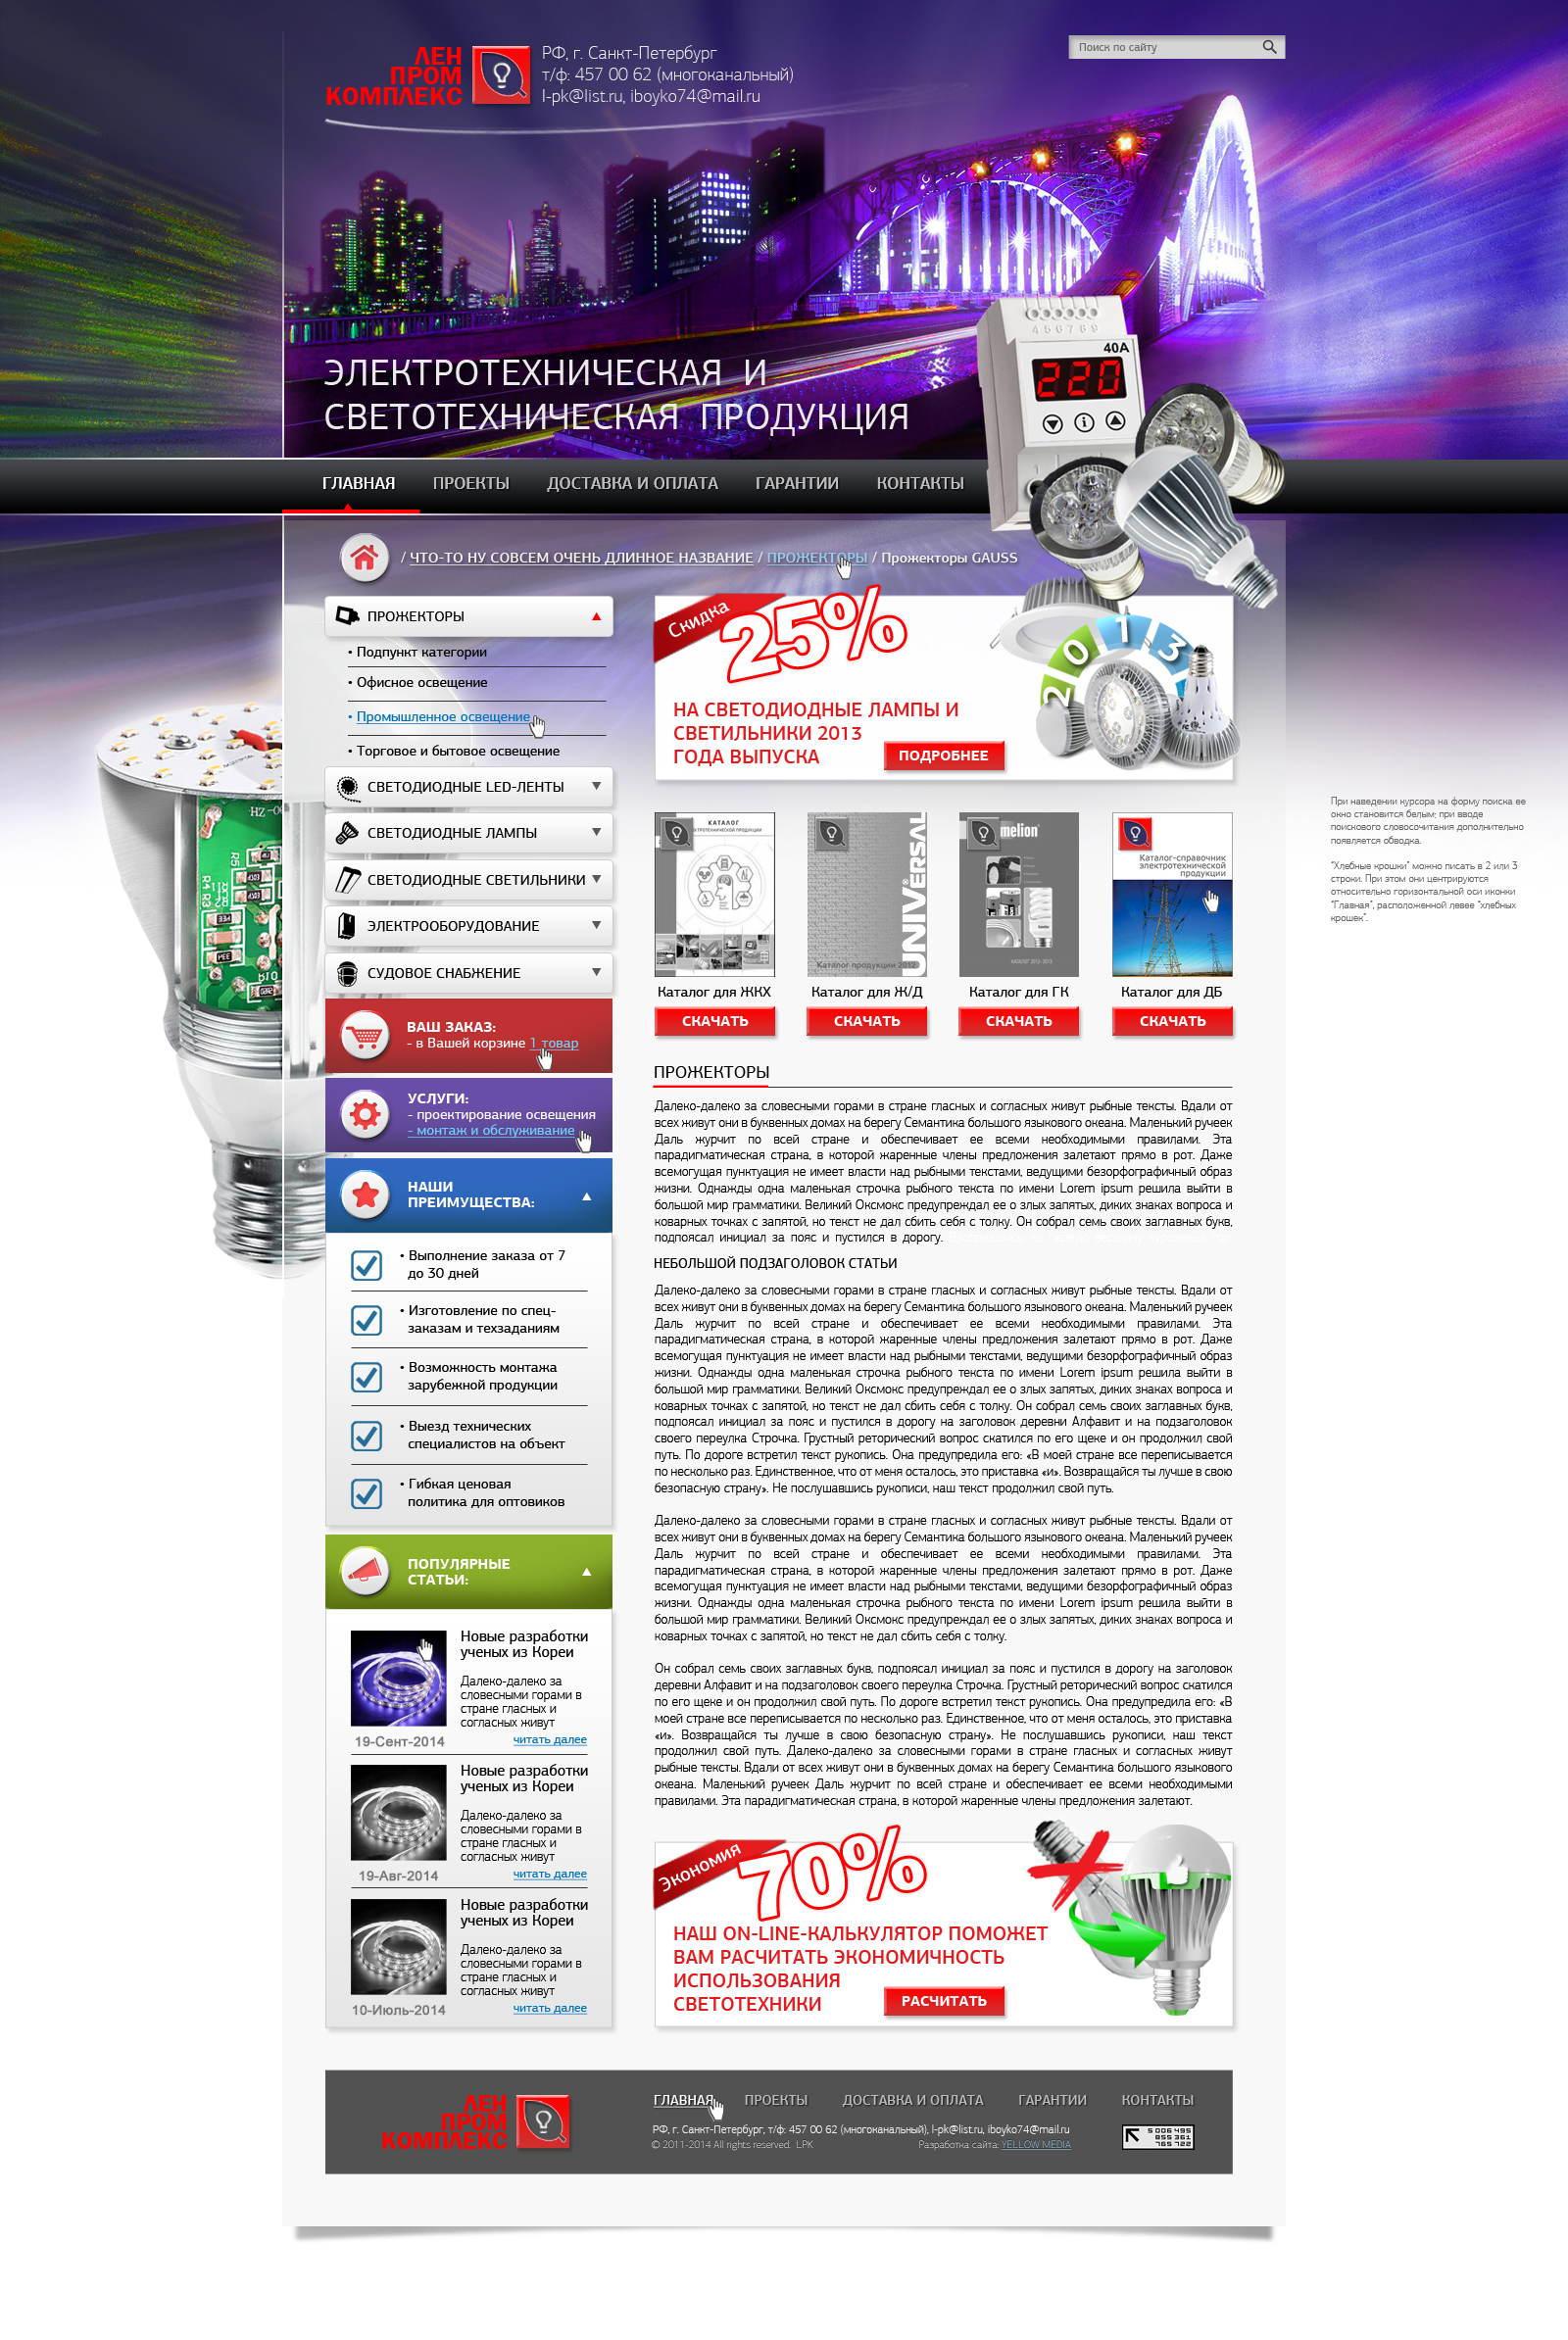 ЛЕН
ПРОМ
КОМПЛЕКС
РФ, г. Санкт-Петербург
т/ф: 457 00 62 (многоканальный)
l-pk@list.ru, iboyko74@mail.ru
Поиск по сайту
40A
220
ЭЛЕКТРОТЕХНИЧЕСКАЯ И
СВЕТОТЕХНИЧЕСКАЯ ПРОДУКЦИЯ
ГЛАВНАЯ ПРОЕКТЫ ДОСТАВКА И ОПЛАТА ГАРАНТИИ КОНТАКТЫ
/ ЧТО-ТО НУ СОВСЕМ ОЧЕНЬ ДЛИННОЕ НАЗВАНИЕ / ПРОЖЕКТОРЫ / Прожекторы GAUSS
ПРОЖЕКТОРЫ
• Подпункт категории
• Офисное освещение
• Промышленное освещение
• Торговое и бытовое освещение
СВЕТОДИОДНЫЕ LED-ЛЕНТЫ
СВЕТОДИОДНЫЕ ЛАМПЫ
СВЕТОДИОДНЫЕ СВЕТИЛЬНИКИ
ЭЛЕКТРООБОРУДОВАНИЕ
СУДОВОЕ СНАБЖЕНИЕ
ВАШ ЗАКАЗ:
- в Вашей корзине 1 товар
УСЛУГИ:
- проектирование освещения
- монтаж и обслуживание
НАШИ
ПРЕИМУЩЕСТВА:
• Выполнение заказа от 7
до 30 дней
• Изготовление по спец-
заказам и техзаданиям
• Возможность монтажа
зарубежной продукции
• Выезд технических
специалистов на объект
• Гибкая ценовая
политика для оптовиков
ПОПУЛЯРНЫЕ
СТАТЬИ:
Новые разработки
ученых из Кореи
Далеко-далеко за
словесными горами в
стране гласных и
согласных живут
19-Сент-2014
читать далее
Новые разработки
ученых из Кореи
Далеко-далеко за
словесными горами в
стране гласных и
согласных живут
19-Авг-2014
читать далее
Новые разработки
ученых из Кореи
Далеко-далеко за
словесными горами в
стране гласных и
согласных живут
10-Июль-2014
читать далее
Скидка
25%
2013
НА СВЕТОДИОДНЫЕ ЛАМПЫ И
СВЕТИЛЬНИКИ 2013
ГОДА ВЫПУСКА
ПОДРОБНЕЕ
КАТАЛОГ
UNIVERSAL
Каталог продукции 2012
melion
Каталог-справочник
электротехнической
продукции
Каталог для ЖКХ
Каталог для Ж/Д
Каталог для ГК
Каталог для ДБ
СКАЧАТЬ
СКАЧАТЬ
СКАЧАТЬ
СКАЧАТЬ
При наведении курсора на форму поиска ее
окно становится белым; при вводе
поискового словосочитания дополнительно
появляется обводка.
"Хлебные крошки" можно писать в 2 или 3
строки. При этом они центрируются
относительно горизонтальной оси иконки
"Главная", расположенной левее "хлебных
крошек".
ПРОЖЕКТОРЫ
Далеко-далеко за словесными горами в стране гласных и согласных живут рыбные тексты. Вдали от
всех живут они в буквенных домах на берегу Семантика большого языкового океана. Маленький ручеек
Даль журчит по всей стране и обеспечивает ее всеми необходимыми правилами. Эта
парадигматическая страна, в которой жаренные члены предложения залетают прямо в рот. Даже
всемогущая пунктуация не имеет власти над рыбными текстами, ведущими безорфографичный образ
жизни. Однажды одна маленькая строчка рыбного текста по имени Lorem ipsum решила выйти в
большой мир грамматики. Великий Оксмокс предупреждал ее о злых запятых, диких знаках вопроса и
коварных точках с запятой, но текст не дал сбить себя с толку. Он собрал семь своих заглавных букв,
подпоясал инициал за пояс и пустился в дорогу.
НЕБОЛЬШОЙ ПОДЗАГОЛОВОК СТАТЬИ
Далеко-далеко за словесными горами в стране гласных и согласных живут рыбные тексты. Вдали от
всех живут они в буквенных домах на берегу Семантика большого языкового океана. Маленький ручеек
Даль журчит по всей стране и обеспечивает ее всеми необходимыми правилами. Эта
парадигматическая страна, в которой жаренные члены предложения залетают прямо в рот. Даже
всемогущая пунктуация не имеет власти над рыбными текстами, ведущими безорфографичный образ
жизни. Однажды одна маленькая строчка рыбного текста по имени Lorem ipsum решила выйти в
большой мир грамматики. Великий Оксмокс предупреждал ее о злых запятых, диких знаках вопроса и
коварных точках с запятой, но текст не дал сбить себя с толку. Он собрал семь своих заглавных букв,
подпоясал инициал за пояс и пустился в дорогу на заголовок деревни Алфавит и на подзаголовок
своего переулка Строчка. Грустный реторический вопрос скатился по его щеке и он продолжил свой
путь. По дороге встретил текст рукопись. Она предупредила его: «В моей стране все переписывается
по несколько раз. Единственное, что от меня осталось, это приставка «и». Возвращайся ты лучше в свою
безопасную страну». Не послушавшись рукописи, наш текст продолжил свой путь.
Далеко-далеко за словесными горами в стране гласных и согласных живут рыбные тексты. Вдали от
всех живут они в буквенных домах на берегу Семантика большого языкового океана. Маленький ручеек
Даль журчит по всей стране и обеспечивает ее всеми необходимыми правилами. Эта
парадигматическая страна, в которой жаренные члены предложения залетают прямо в рот. Даже
всемогущая пунктуация не имеет власти над рыбными текстами, ведущими безорфографичный образ
жизни. Однажды одна маленькая строчка рыбного текста по имени Lorem ipsum решила выйти в
большой мир грамматики. Великий Оксмокс предупреждал ее о злых запятых, диких знаках вопроса и
коварных точках с запятой, но текст не дал сбить себя с толку.
Он собрал семь своих заглавных букв, подпоясал инициал за пояс и пустился в дорогу на заголовок
деревни Алфавит и на подзаголовок своего переулка Строчка. Грустный реторический вопрос скатился
по его щеке и он продолжил свой путь. По дороге встретил текст рукопись. Она предупредила его: «В
моей стране все переписывается по несколько раз. Единственное, что от меня осталось, это приставка
«и». Возвращайся ты лучше в свою безопасную страну». Не послушавшись рукописи, наш текст
продолжил свой путь. Далеко-далеко за словесными горами в стране гласных и согласных живут
рыбные тексты. Вдали от всех живут они в буквенных домах на берегу Семантика большого языкового
океана. Маленький ручеек Даль журчит по всей стране и обеспечивает ее всеми необходимыми
правилами. Эта парадигматическая страна, в которой жаренные члены предложения залетают.
Экономия
70%
НАШ ON-LINE-КАЛЬКУЛЯТОР ПОМОЖЕТ
ВАМ РАСЧИТАТЬ ЭКОНОМИЧНОСТЬ
ИСПОЛЬЗОВАНИЯ
СВЕТОТЕХНИКИ
РАСЧИТАТЬ
ЛЕН
ПРОМ
КОМПЛЕКС
ГЛАВНАЯ ПРОЕКТЫ ДОСТАВКА И ОПЛАТА ГАРАНТИИ КОНТАКТЫ
РФ, г. Санкт-Петербург, т/ф: 457 00 62 (многоканальный), l-pk@list.ru, iboyko74@mail.ru
© 2011-2014 All rights reserved. LPK
Разработка сайта: YELLOW MEDIA
5 006 495
855 361
765 722